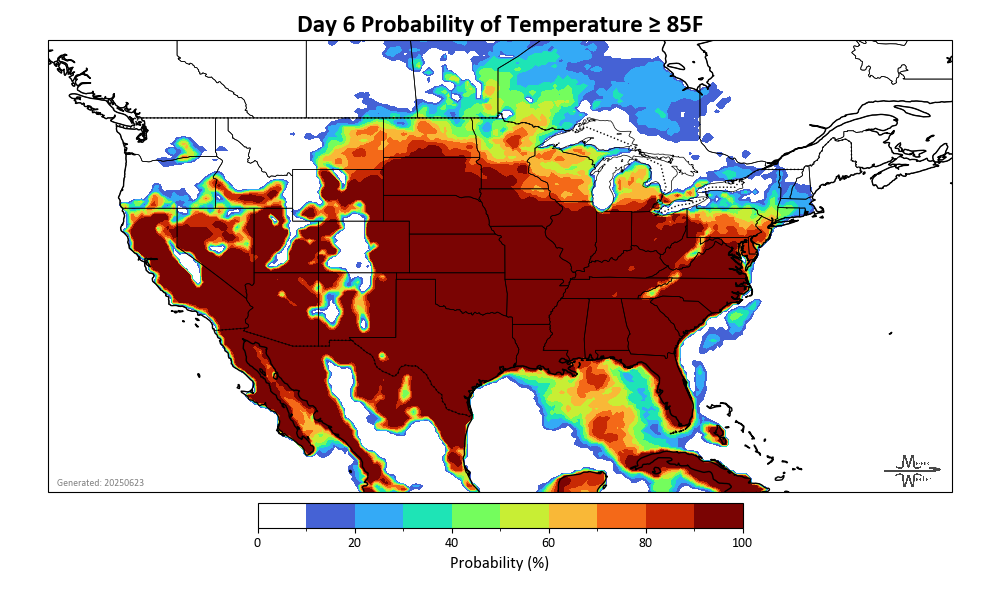 Day 6 Probability of Temperature ≥ 85F
Generated: 20250623
0 20 40 60 80 100
Probability (%)